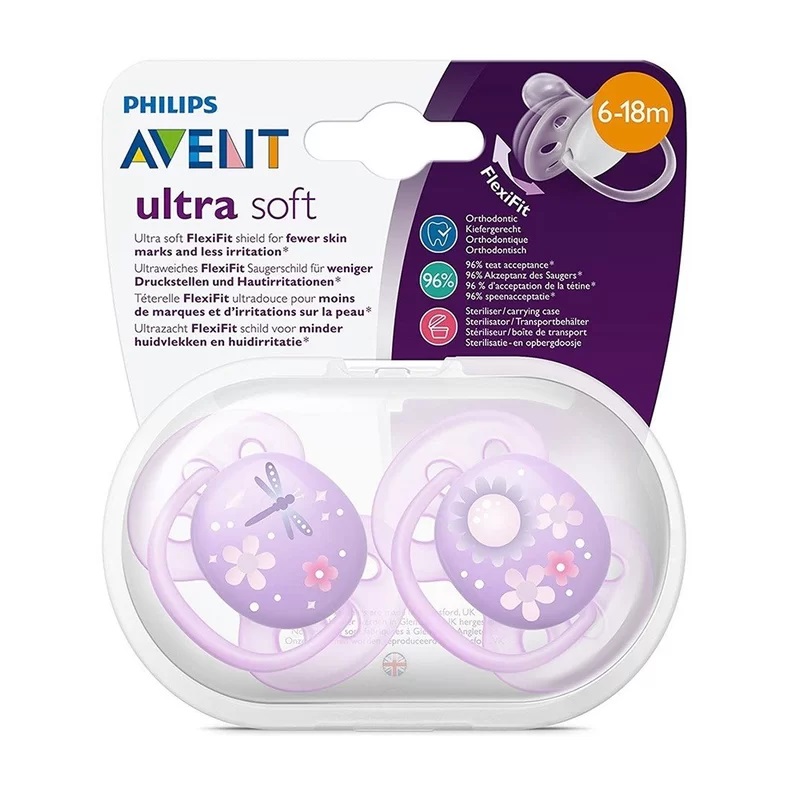 PHILIPS
AVENT
ultra soft
Ultra soft FlexiFit shield for fewer skin
marks and less irritation*
Ultraweiches FlexiFit Saugerschild für weniger
Druckstellen und Hautirritationen*
Téterelle FlexiFit ultradouce pour moins
de marques et d'irritations sur la peau*
Ultrazacht FlexiFit schild voor minder
huidvlekken en huidirritatie*
6-18m
FlexiFit
Orthodontic
Kiefergerecht
Orthodontique
Orthodontisch
96%
96% teat acceptance*
96% Akzeptanz des Saugers*
96 % d'acceptation de la tétine*
96% speenacceptatie*
Steriliser/carrying case
Sterilisator/Transportbehälter
Stériliseur/boîte de transport
Sterilisatie- en opbergdoosje
UK
in
UK
sont
à